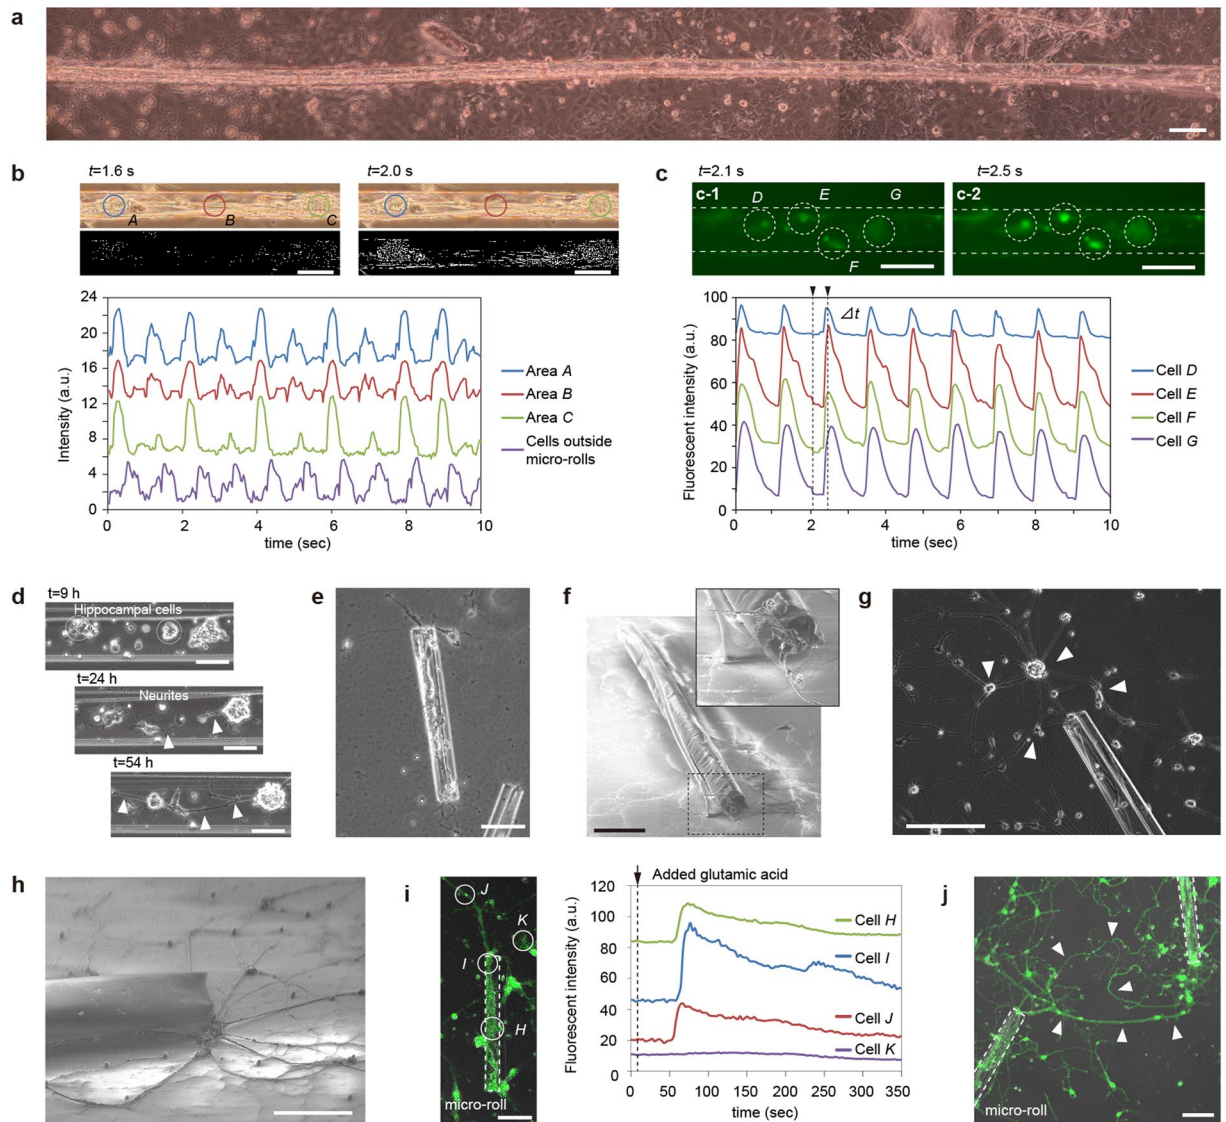 a
b
t=1.6 s
t=2.0 s
A
B
C
24
20
16
12
8
4
0
Intensity (a.u.)
0
2
4
6
8
10
time (sec)
Area A
Area B
Area C
Cells outside
micro-rolls
c
t=2.1 s
t=2.5 s
c-1
D
E
G
F
c-2
100
80
60
40
20
0
Fluorescent intensity (a.u.)
Δt
0
2
4
6
8
10
time (sec)
Cell D
Cell E
Cell F
Cell G
d
t=9 h
Hippocampal cells
t=24 h
Neurites
t=54 h
e
f
g
h
i
J
K
I
H
micro-roll
Added glutamic acid
120
100
80
60
40
20
0
Fluorescent intensity (a.u.)
Cell H
Cell I
Cell J
Cell K
0
50
100
150
200
250
300
350
time (sec)
j
micro-roll